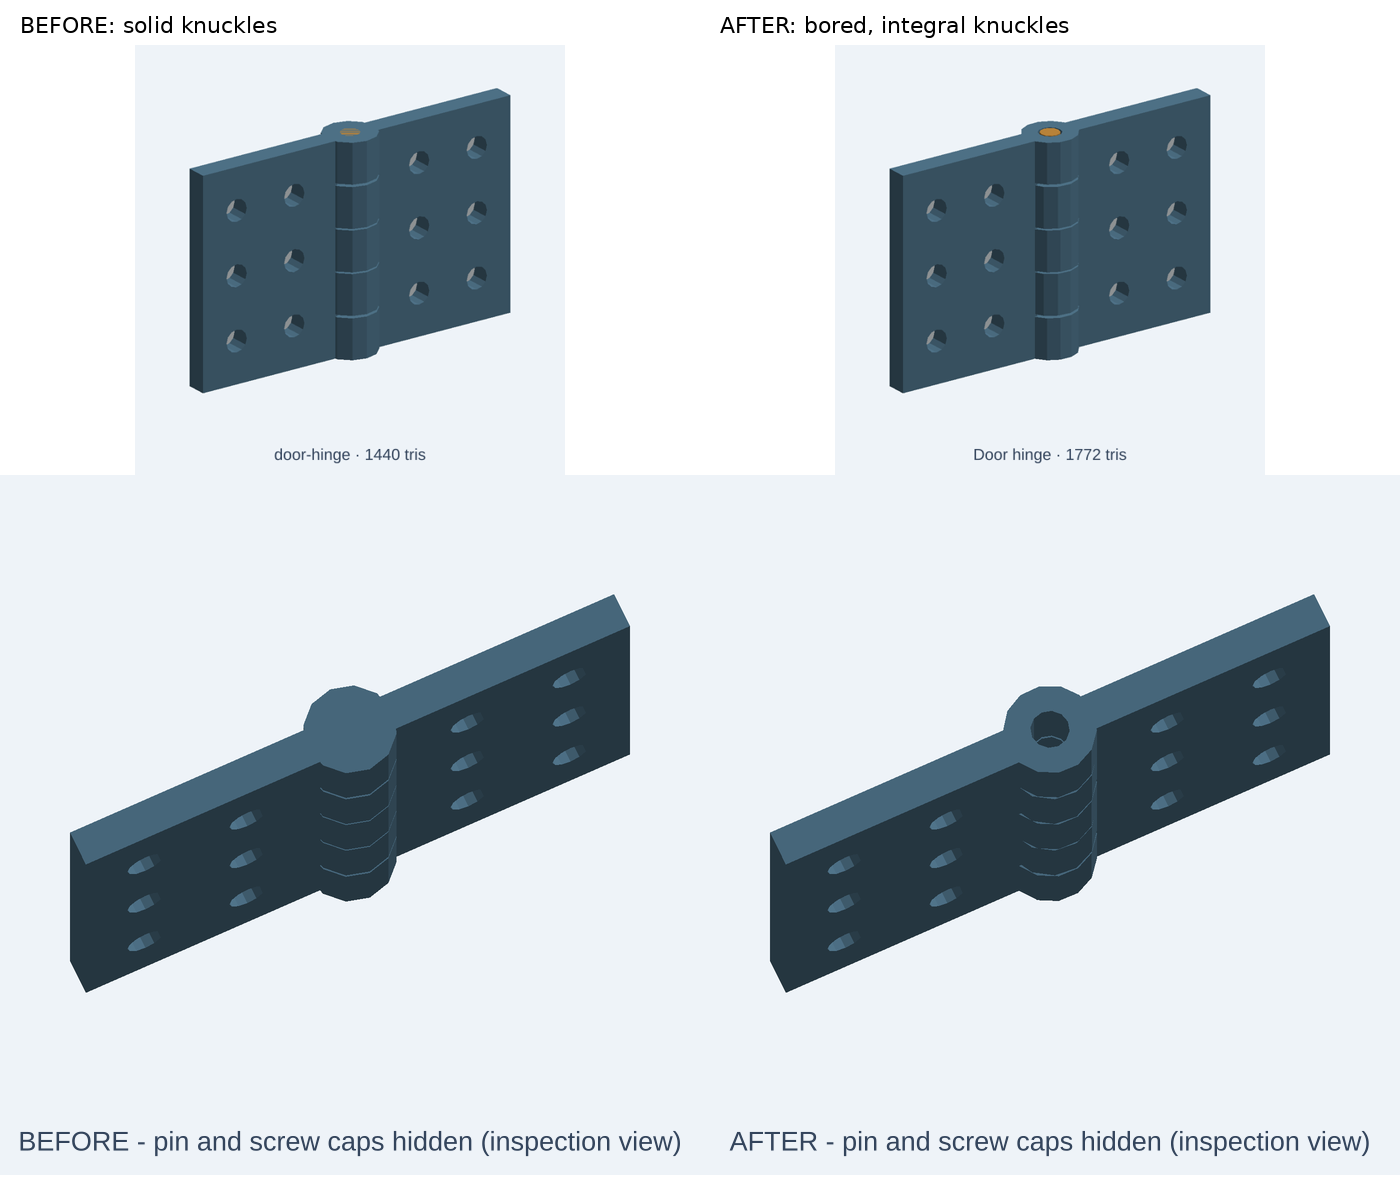 BEFORE: solid knuckles
AFTER: bored, integral knuckles
door-hinge · 1440 tris
Door hinge · 1772 tris
BEFORE - pin and screw caps hidden (inspection view)
AFTER - pin and screw caps hidden (inspection view)